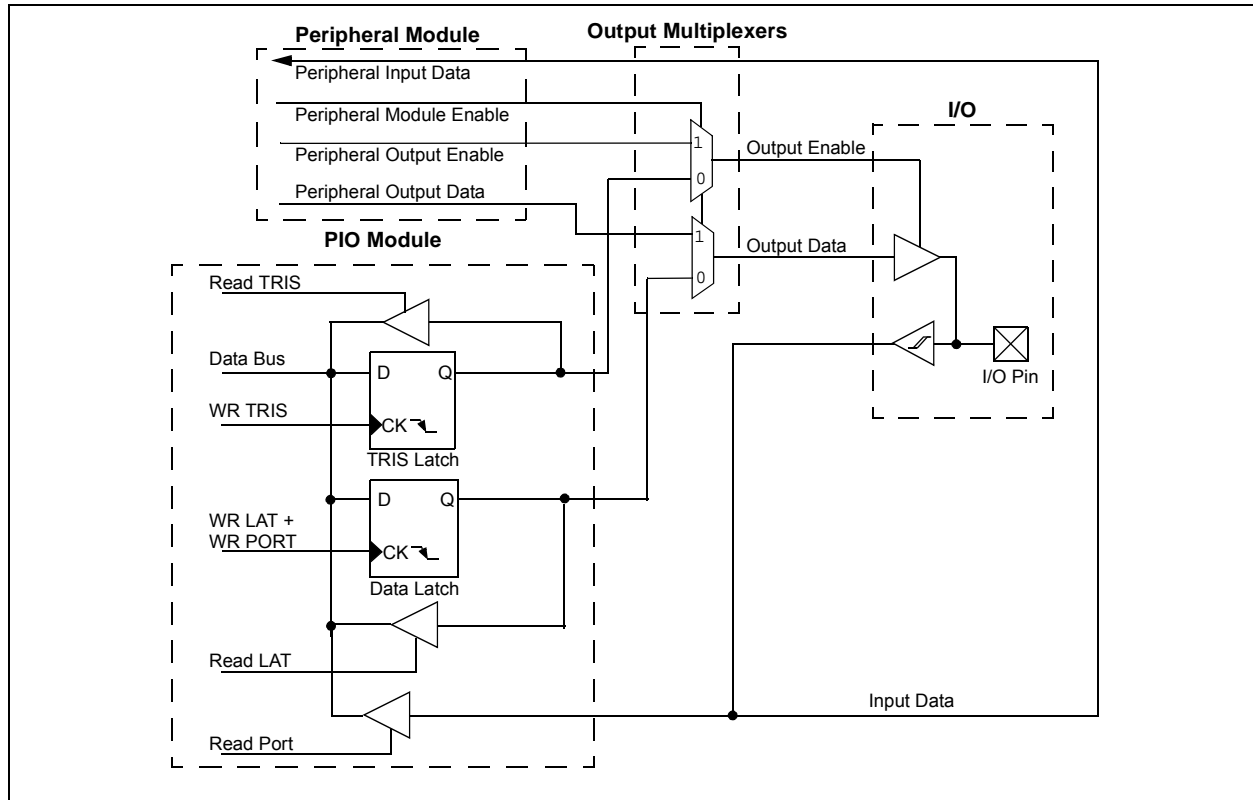 Peripheral Module
Output Multiplexers
Peripheral Input Data
Peripheral Module Enable
I/O
1
Output Enable
Peripheral Output Enable
0
Peripheral Output Data
1
PIO Module
Output Data
0
Read TRIS
Data Bus
D
Q
I/O Pin
WR TRIS
CK
TRIS Latch
D
Q
WR LAT +
WR PORT
CK
Data Latch
Read LAT
Input Data
Read Port